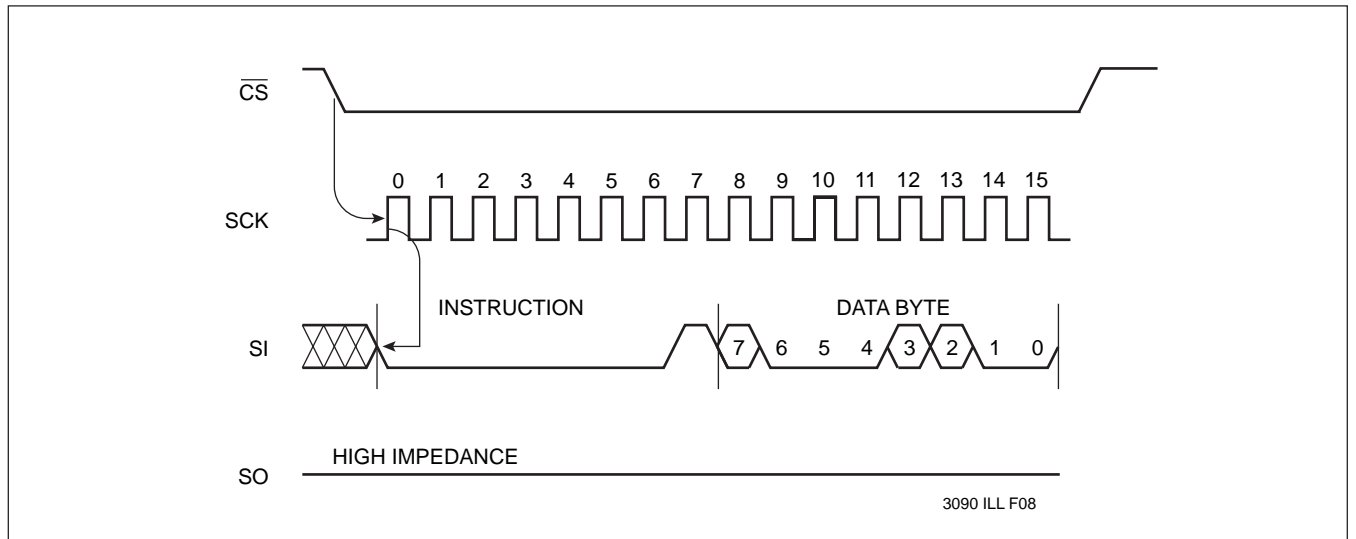 CS
0 1 2 3 4 5 6 7 8 9 10 11 12 13 14 15
SCK
INSTRUCTION DATA BYTE
SI 7 6 5 4 3 2 1 0
HIGH IMPEDANCE
SO
3090 ILL F08